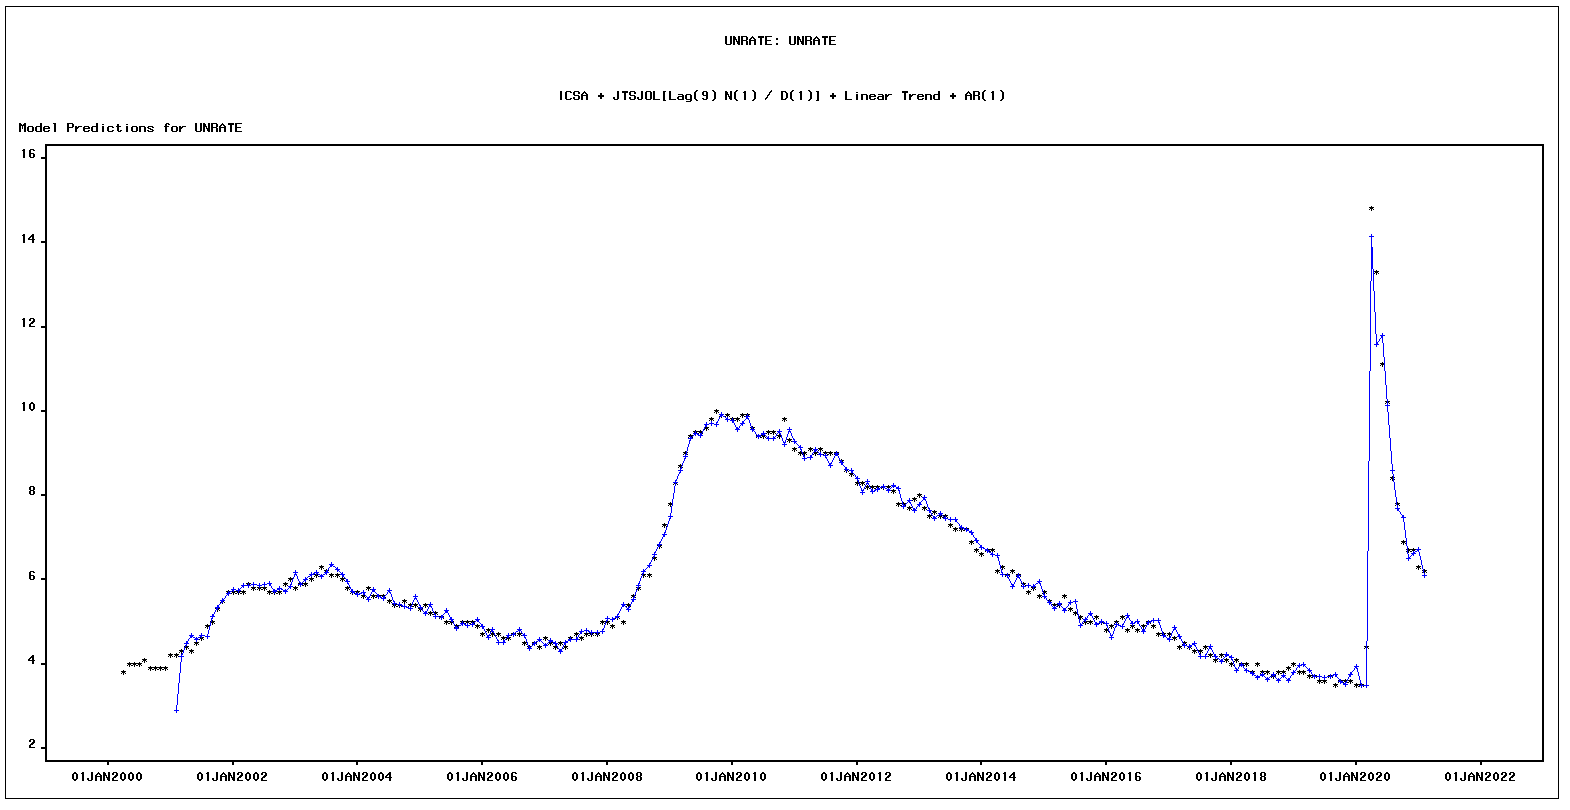 UNRATE: UNRATE
ICSA + JTSJOL[Lag(9) N(1) / D(1)] + Linear Trend + AR(1)
Model Predictions for UNRATE
16
14
12
10
8
6
4
2
01JAN2000 01JAN2002 01JAN2004 01JAN2006 01JAN2008 01JAN2010 01JAN2012 01JAN2014 01JAN2016 01JAN2018 01JAN2020 01JAN2022